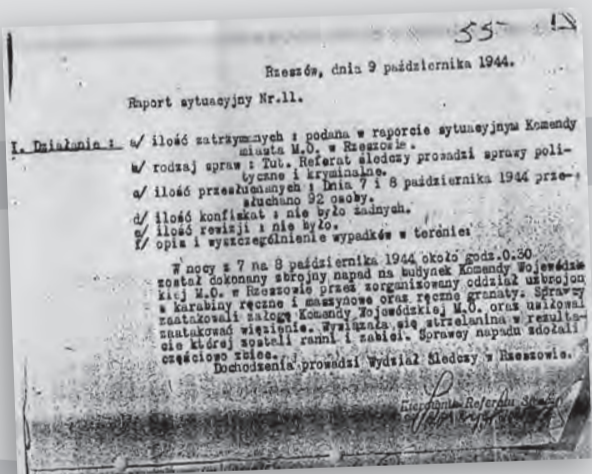 55
Rzeszów, dnia 9 października 1944.
Raport sytuacyjny Nr.11.
I. Działania : a/ ilość zatrzymanych : podana w raporcie sytuacyjnym Komendy
miasta M.O. w Rzeszowie.
b/ rodzaj spraw : Tut. Referat śledczy prowadzi sprawy poli-
tyczne i kryminalne.
c/ ilość przesłuchanych : Dnia 7 i 8 października 1944 prze-
słuchano 92 osoby.
d/ ilość konfiskat : nie było żadnych.
e/ ilość rewizji : nie było.
f/ opis i wyszczególnienie wypadków w terenie:
W nocy z 7 na 8 października 1944 około godz.0.30
został dokonany zbrojny napad na budynek Komendy Wojewódz
kiej M.O. w Rzeszowie przez zorganizowany oddział uzbrojon
w karabiny ręczne i maszynowe oraz ręczne granaty. Sprawcy
zaatakowali załogę Komendy Wojewódzkiej M.O. oraz usiłowal
zaatakować więzienie. Wywiązała się strzelanina w rezulta-
cie której zostali ranni i zabici. Sprawcy napadu zdołali
częściowo zbiec.
Dochodzenia prowadzi Wydział Śledczy w Rzeszowie.
Kierownik Referatu